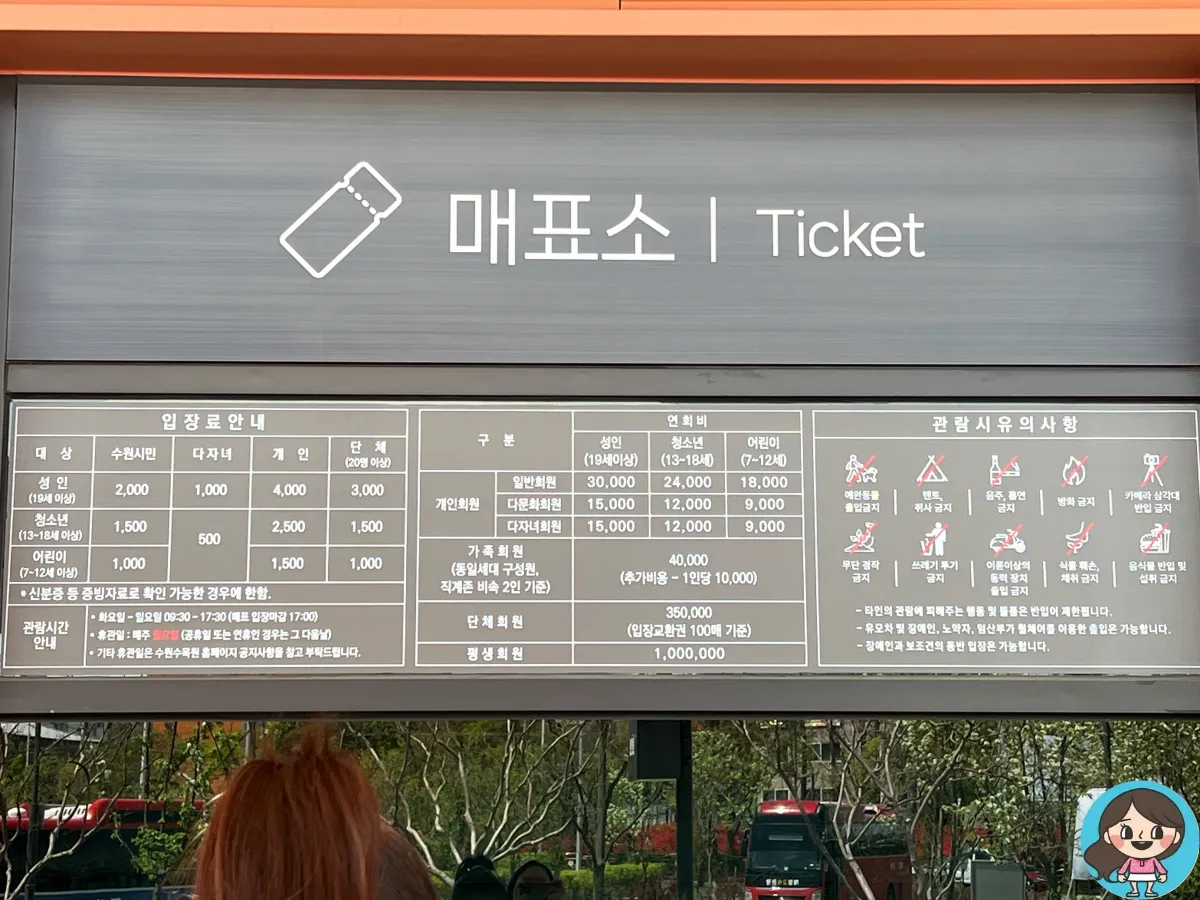 매표소 | Ticket
입장료안내
대 상 수원시민 다자녀 개 인 단 체 (20명 이상)
성 인 (19세 이상) 2,000 1,000 4,000 3,000
청소년 (13~18세 이상) 1,500 500 2,500 1,500
어린이 (7~12세 이상) 1,000 1,500 1,000
* 신분증 등 증빙자료로 확인 가능한 경우에 한함.
관람시간 안내
• 화요일 ~ 일요일 09:30 ~ 17:30 (매표 입장마감 17:00)
• 휴관일 : 매주 월요일 (공휴일 또는 연휴인 경우는 그 다음날)
• 기타 휴관일은 수원수목원 홈페이지 공지사항을 참고 부탁드립니다.
구 분 연회비
성인 (19세이상) 청소년 (13~18세) 어린이 (7~12세)
개인회원
일반회원 30,000 24,000 18,000
다문화회원 15,000 12,000 9,000
다자녀회원 15,000 12,000 9,000
가족회원
(동일세대 구성원,
직계존 비속 2인 기준)
40,000
(추가비용 - 1인당 10,000)
단체회원
350,000
(입장교환권 100매 기준)
평생회원 1,000,000
관람시유의사항
애완동물 출입금지
텐트, 취사 금지
음주, 흡연 금지
방화 금지
카메라 삼각대 반입 금지
무단 경작 금지
쓰레기 투기 금지
이륜이상의 동력 장치 출입 금지
식물 훼손, 채취 금지
음식물 반입 및 섭취 금지
- 타인의 관람에 피해주는 행동 및 물품은 반입이 제한됩니다.
- 유모차 및 장애인, 노약자, 임산부가 휠체어를 이용한 출입은 가능합니다.
- 장애인과 보조견의 동반 입장은 가능합니다.